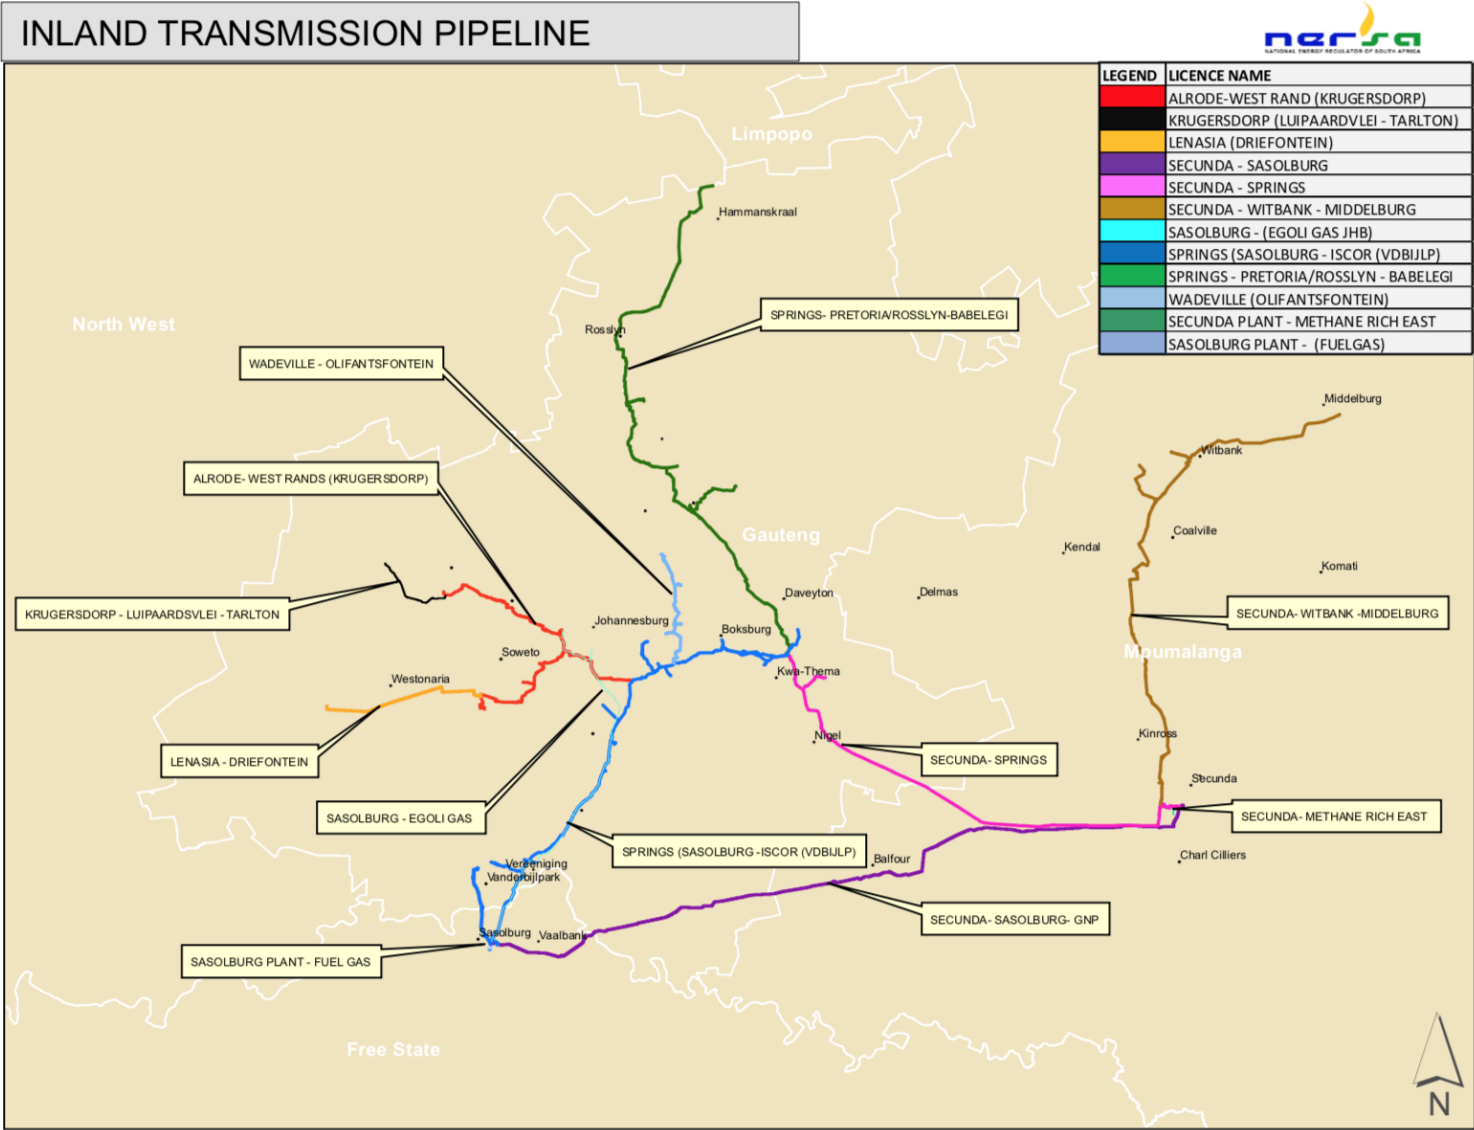 INLAND TRANSMISSION PIPELINE
nersa
NATIONAL ENERGY REGULATOR OF SOUTH AFRICA
LEGEND LICENCE NAME
ALRODE-WEST RAND (KRUGERSDORP)
KRUGERSDORP (LUIPAARDVLEI - TARLTON)
LENASIA (DRIEFONTEIN)
SECUNDA - SASOLBURG
SECUNDA - SPRINGS
SECUNDA - WITBANK - MIDDELBURG
SASOLBURG - (EGOLI GAS JHB)
SPRINGS (SASOLBURG - ISCOR (VDBIJLP)
SPRINGS - PRETORIA/ROSSLYN - BABELEGI
WADEVILLE (OLIFANTSFONTEIN)
SECUNDA PLANT - METHANE RICH EAST
SASOLBURG PLANT - (FUELGAS)
Limpopo
Hammanskraal
North West
SPRINGS- PRETORIA/ROSSLYN-BABELEGI
Rosslyn
WADEVILLE - OLIFANTSFONTEIN
Middelburg
Witbank
ALRODE- WEST RANDS (KRUGERSDORP)
Gauteng
Coalville
Kendal
Komati
Daveyton
Delmas
KRUGERSDORP - LUIPAARDSVLEI - TARLTON
SECUNDA- WITBANK -MIDDELBURG
Johannesburg
Boksburg
Soweto
Mpumalanga
Kwa-Thema
Westonaria
Nigel
Kinross
LENASIA - DRIEFONTEIN
SECUNDA- SPRINGS
Secunda
SASOLBURG - EGOLI GAS
SECUNDA- METHANE RICH EAST
SPRINGS (SASOLBURG -ISCOR (VDBIJLP)
Charl Cilliers
Balfour
Vereeniging
Vanderbijlpark
SECUNDA- SASOLBURG- GNP
Sasolburg
Vaalbank
SASOLBURG PLANT - FUEL GAS
Free State
N